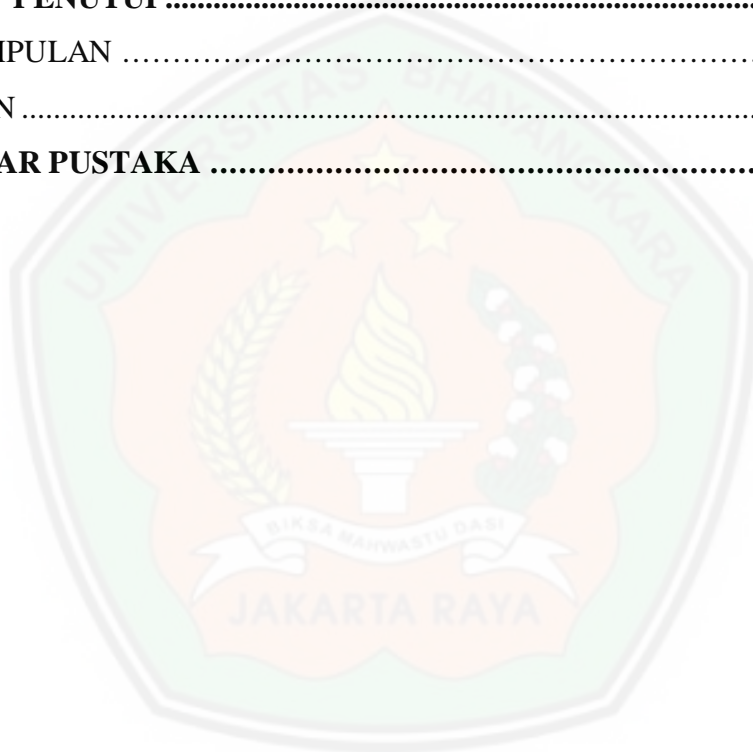 PENUTUP ..........................................................................
IPULAN …………………………………………………………
N ..........................................................................................
AR PUSTAKA ...............................................................
UNIVERSITAS BHAYANGKARA
BIKSA MAHWASTU DASI
JAKARTA RAYA